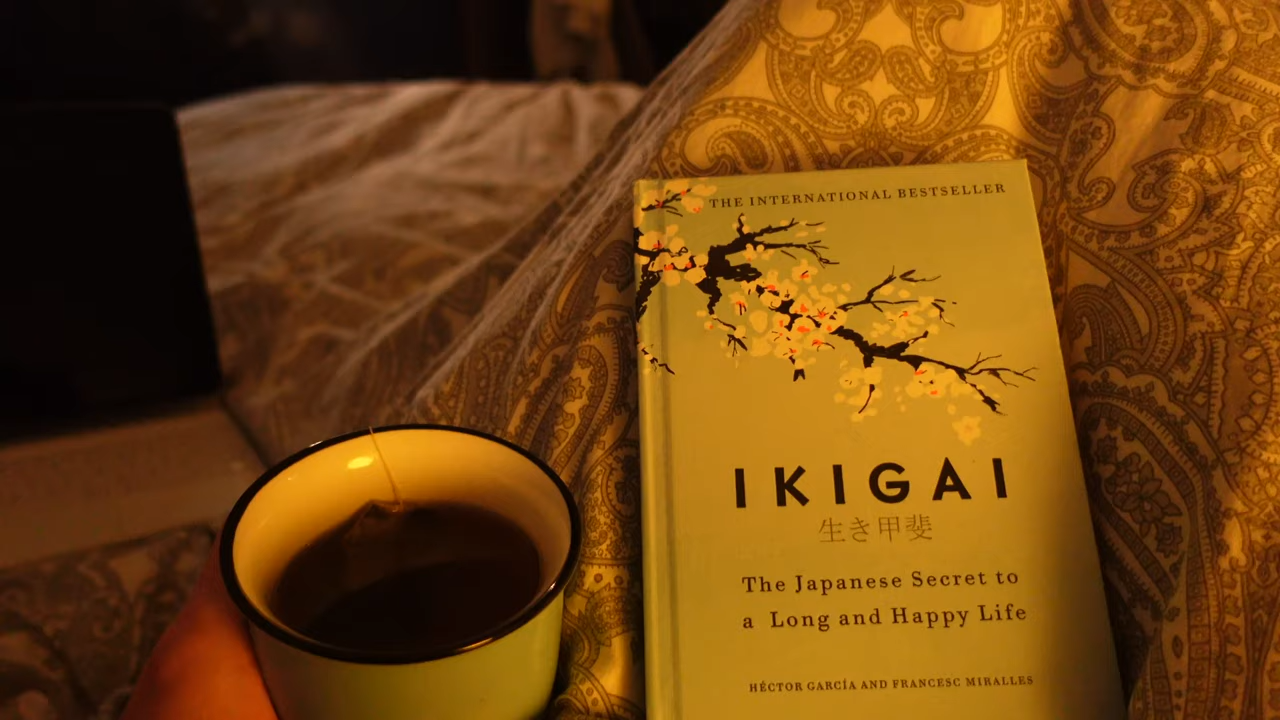 THE INTERNATIONAL BESTSELLER
IKIGAI
生き甲斐
The Japanese Secret to
a Long and Happy Life
HÉCTOR GARCÍA AND FRANCESC MIRALLES